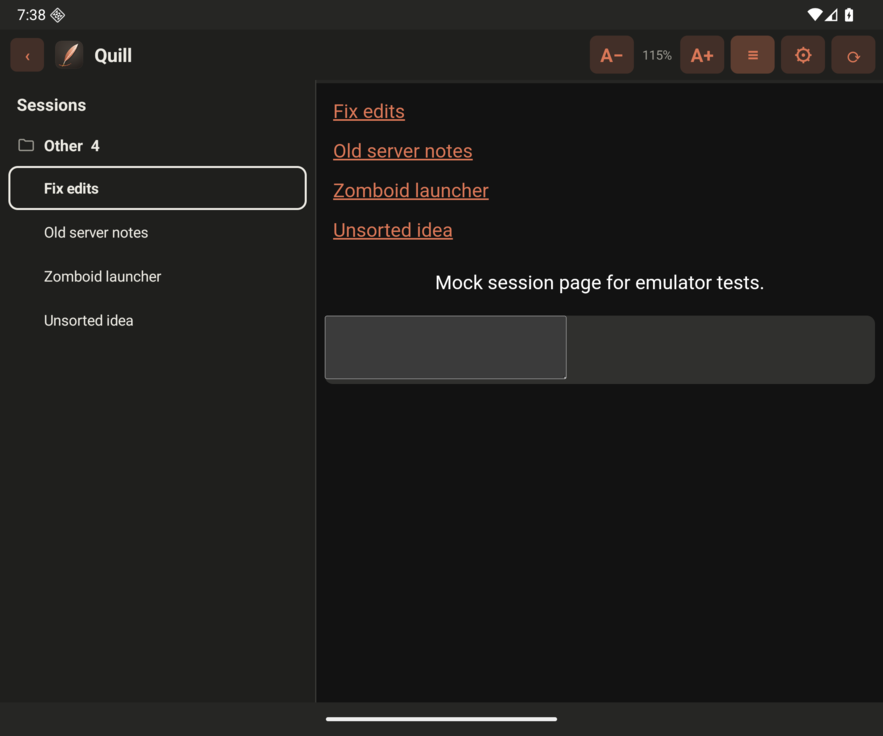 7:38
Quill
A−
115%
A+
Sessions
Other 4
Fix edits
Old server notes
Zomboid launcher
Unsorted idea
Fix edits
Old server notes
Zomboid launcher
Unsorted idea
Mock session page for emulator tests.